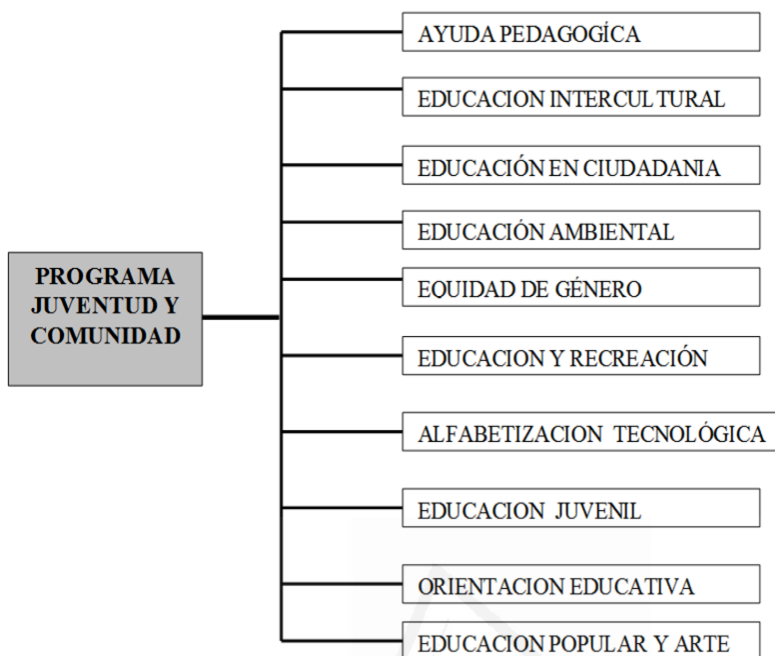 AYUDA PEDAGOGÍCA
EDUCACION INTERCULTURAL
EDUCACIÓN EN CIUDADANIA
EDUCACIÓN AMBIENTAL
PROGRAMA
JUVENTUD Y
COMUNIDAD
EQUIDAD DE GÉNERO
EDUCACION Y RECREACIÓN
ALFABETIZACION TECNOLÓGICA
EDUCACION JUVENIL
ORIENTACION EDUCATIVA
EDUCACION POPULAR Y ARTE